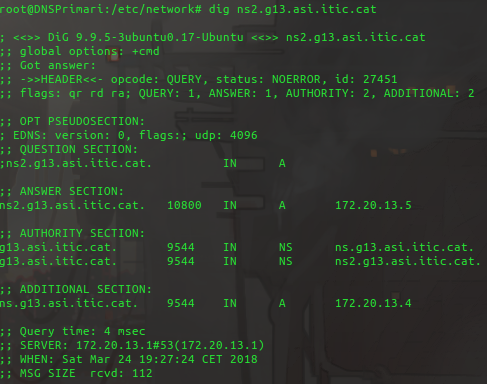 root@DNSPrimari:/etc/network# dig ns2.g13.asi.itic.cat
; <<>> DiG 9.9.5-3ubuntu0.17-Ubuntu <<>> ns2.g13.asi.itic.cat
;; global options: +cmd
;; Got answer:
;; ->>HEADER<<- opcode: QUERY, status: NOERROR, id: 27451
;; flags: qr rd ra; QUERY: 1, ANSWER: 1, AUTHORITY: 2, ADDITIONAL: 2
;; OPT PSEUDOSECTION:
; EDNS: version: 0, flags:; udp: 4096
;; QUESTION SECTION:
;ns2.g13.asi.itic.cat. IN A
;; ANSWER SECTION:
ns2.g13.asi.itic.cat. 10800 IN A 172.20.13.5
;; AUTHORITY SECTION:
g13.asi.itic.cat. 9544 IN NS ns.g13.asi.itic.cat.
g13.asi.itic.cat. 9544 IN NS ns2.g13.asi.itic.cat.
;; ADDITIONAL SECTION:
ns.g13.asi.itic.cat. 9544 IN A 172.20.13.4
;; Query time: 4 msec
;; SERVER: 172.20.13.1#53(172.20.13.1)
;; WHEN: Sat Mar 24 19:27:24 CET 2018
;; MSG SIZE rcvd: 112